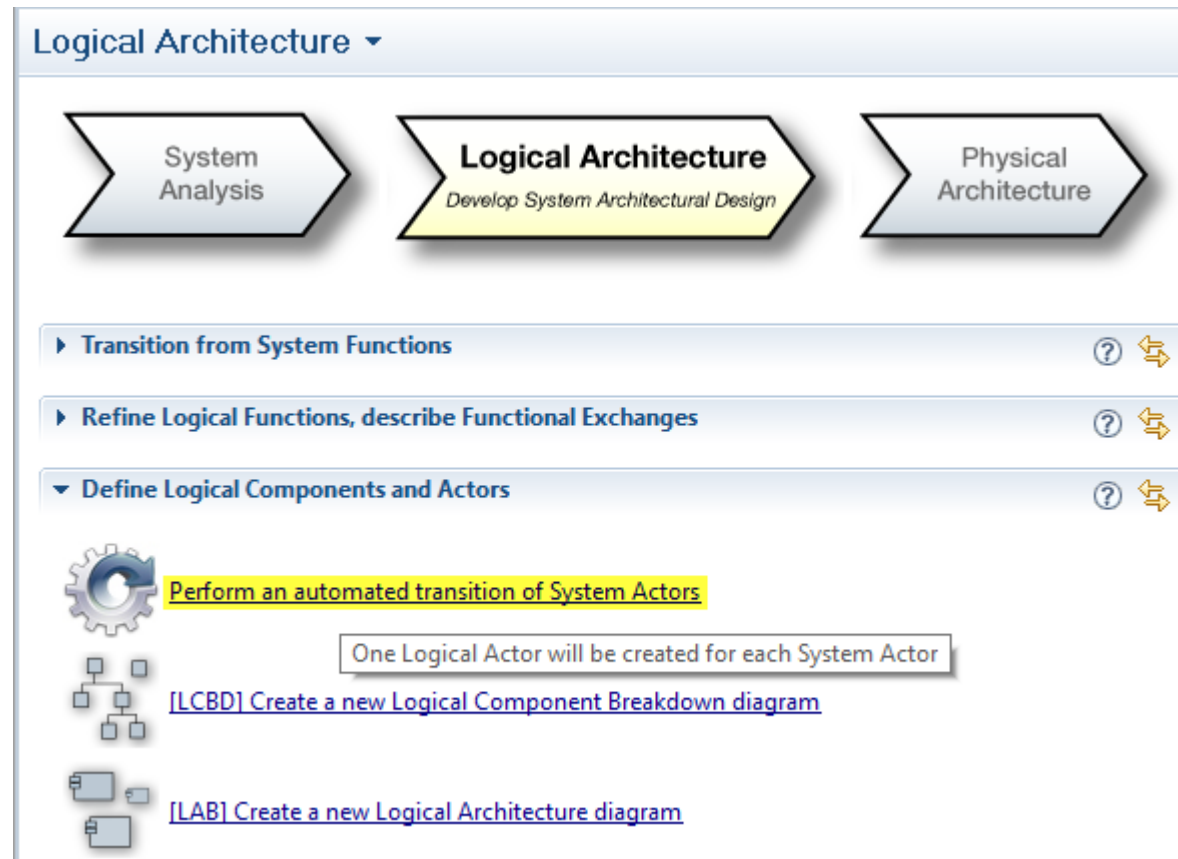 Logical Architecture
System
Analysis
Logical Architecture
Develop System Architectural Design
Physical
Architecture
Transition from System Functions
Refine Logical Functions, describe Functional Exchanges
Define Logical Components and Actors
Perform an automated transition of System Actors
One Logical Actor will be created for each System Actor
[LCBD] Create a new Logical Component Breakdown diagram
[LAB] Create a new Logical Architecture diagram